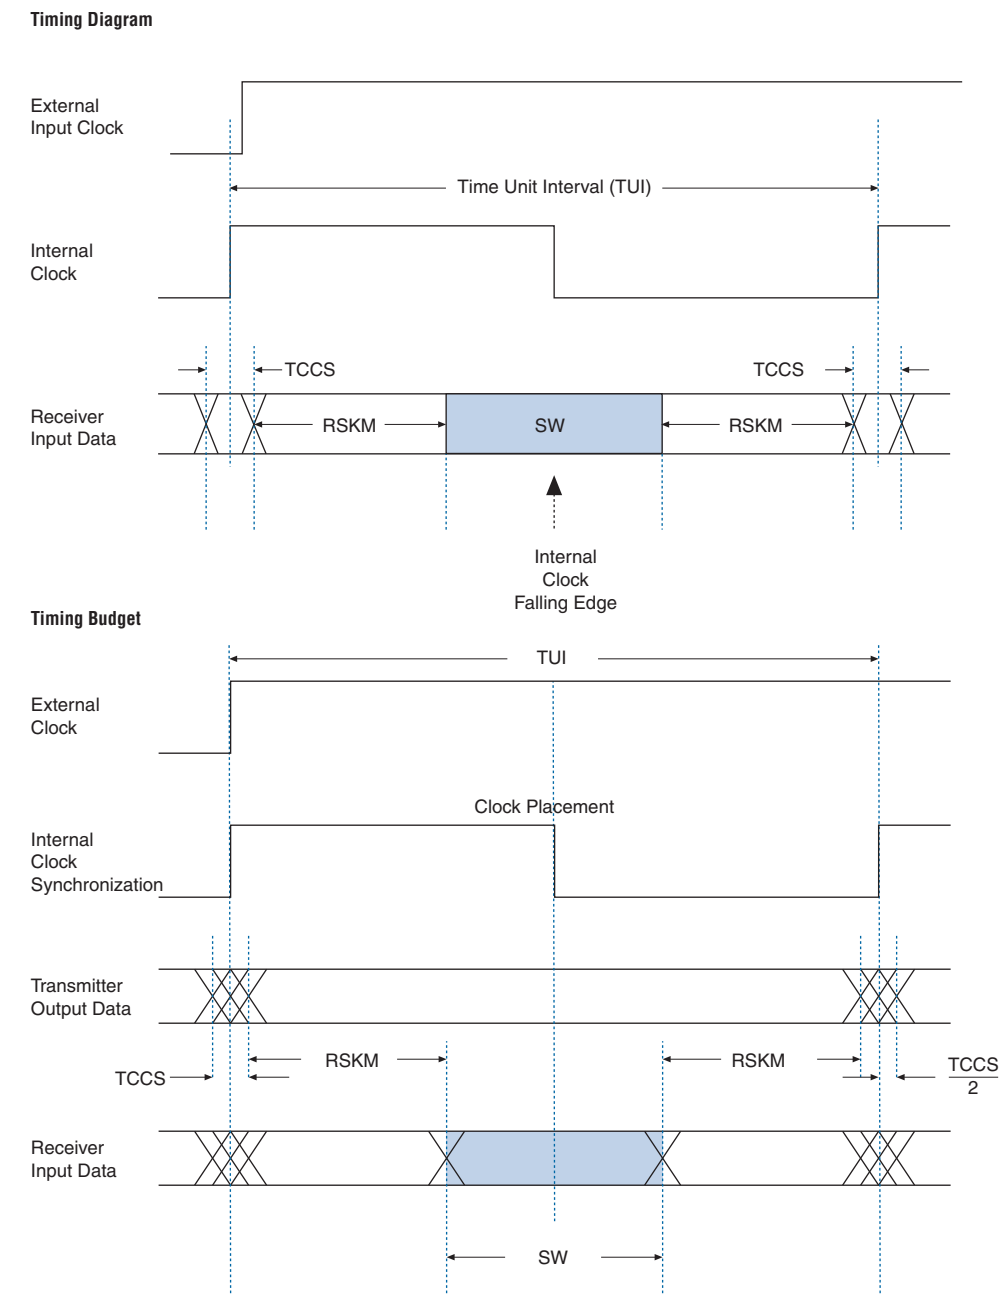 Timing Diagram
External
Input Clock
Time Unit Interval (TUI)
Internal
Clock
TCCS
TCCS
Receiver
Input Data
RSKM
SW
RSKM
Internal
Clock
Falling Edge
Timing Budget
TUI
External
Clock
Clock Placement
Internal
Clock
Synchronization
Transmitter
Output Data
RSKM
RSKM
TCCS
TCCS
2
Receiver
Input Data
SW